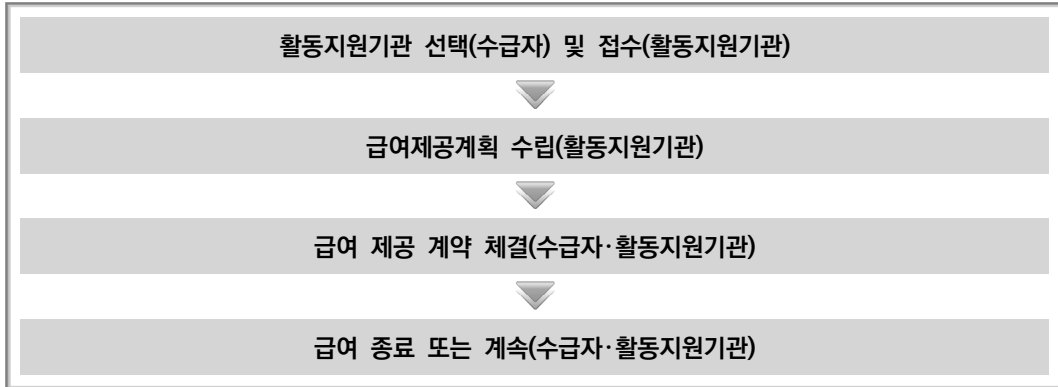 활동지원기관 선택(수급자) 및 접수(활동지원기관)
급여제공계획 수립(활동지원기관)
급여 제공 계약 체결(수급자·활동지원기관)
급여 종료 또는 계속(수급자·활동지원기관)